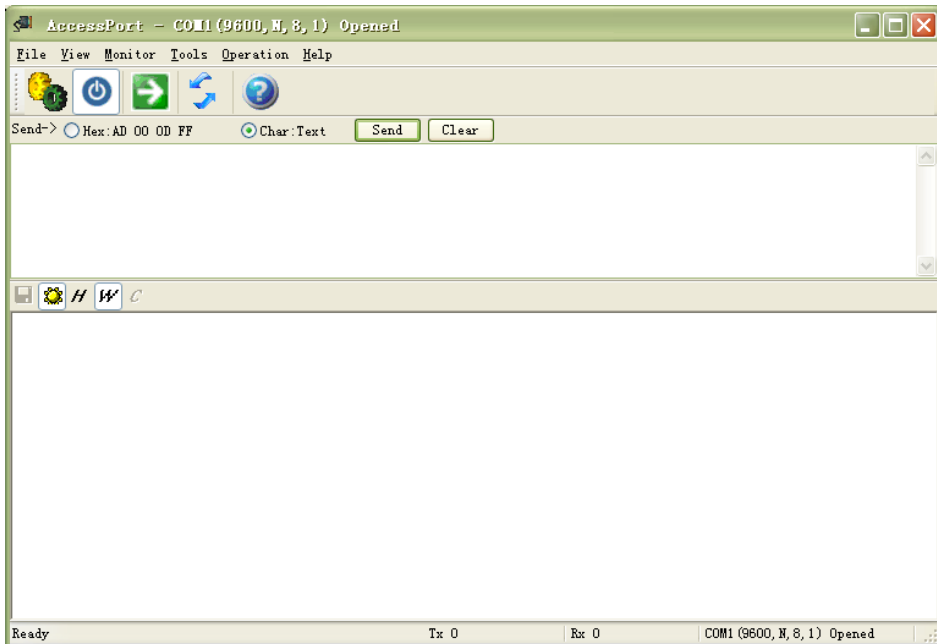 AccessPort - COM1(9600,N,8,1) Opened
File View Monitor Tools Operation Help
Send-> Hex:AD 00 0D FF Char:Text Send Clear
H W C
Ready Tx 0 Rx 0 COM1 (9600,N,8,1) Opened